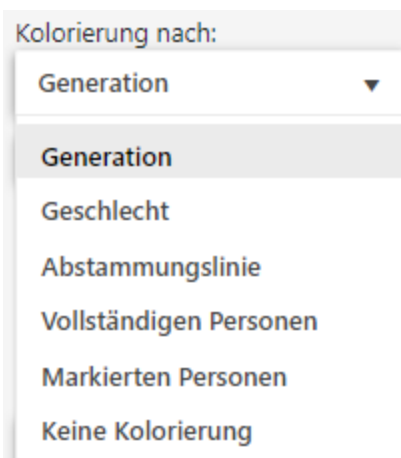 Kolorierung nach:
Generation
Generation
Geschlecht
Abstammungslinie
Vollständigen Personen
Markierten Personen
Keine Kolorierung